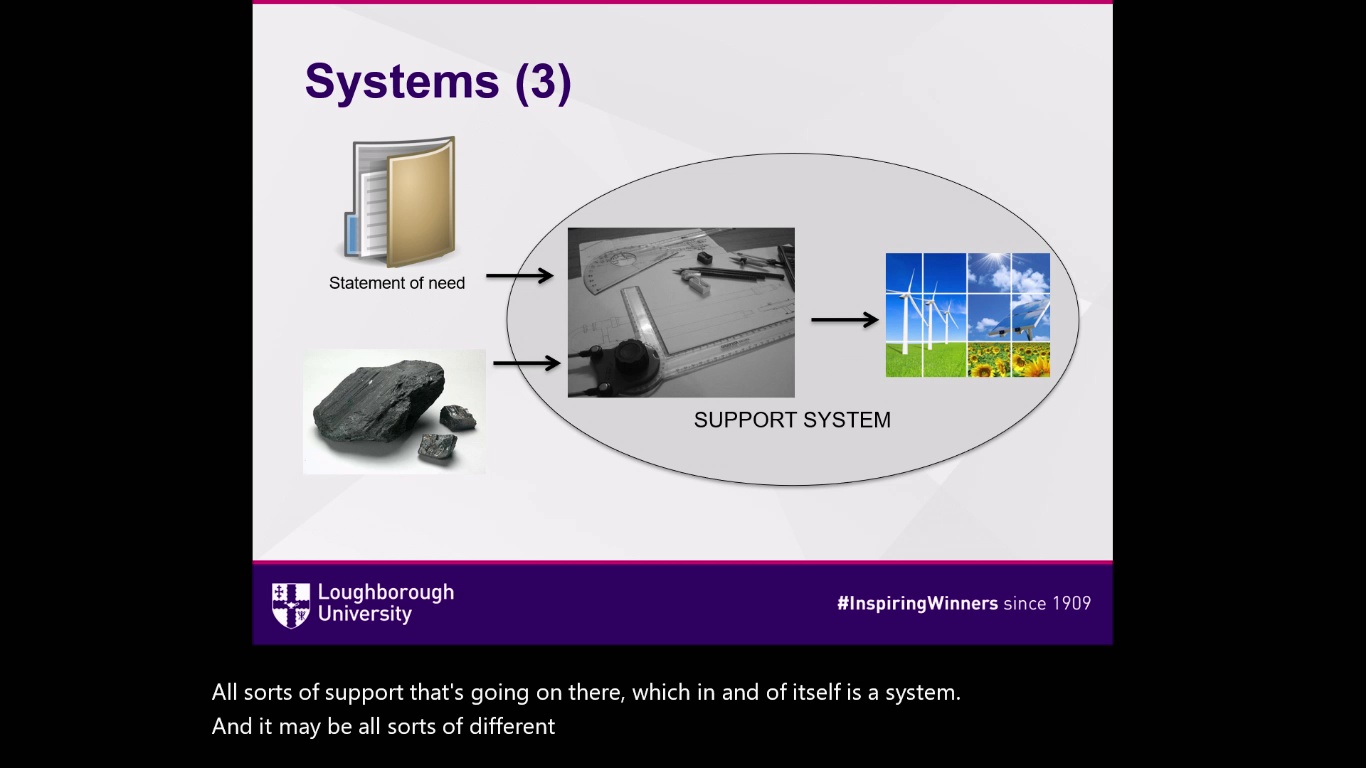 Systems (3)
Statement of need
SUPPORT SYSTEM
Loughborough
University
#InspiringWinners since 1909
All sorts of support that's going on there, which in and of itself is a system.
And it may be all sorts of different